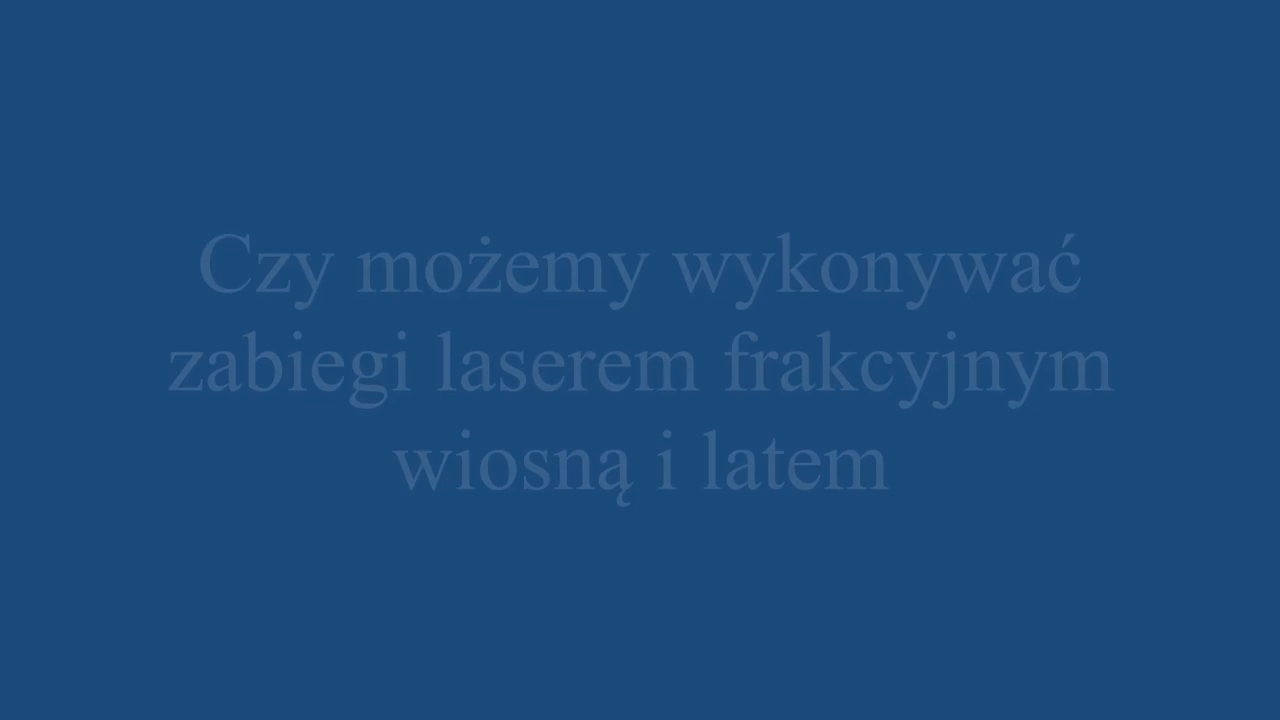 Czy możemy wykonywać
zabiegi laserem frakcyjnym
wiosną i latem